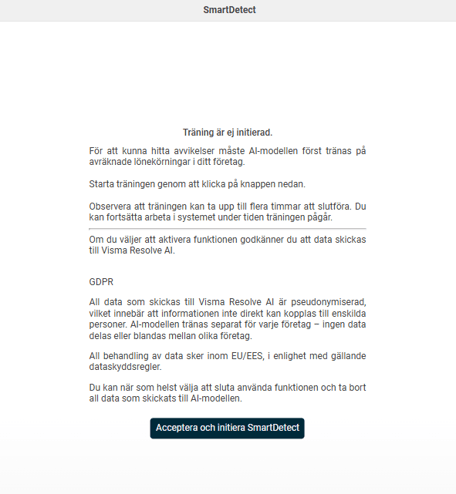 SmartDetect
Träning är ej initierad.
För att kunna hitta avvikelser måste AI-modellen först tränas på
avräknade lönekörningar i ditt företag.
Starta träningen genom att klicka på knappen nedan.
Observera att träningen kan ta upp till flera timmar att slutföra. Du
kan fortsätta arbeta i systemet under tiden träningen pågår.
Om du väljer att aktivera funktionen godkänner du att data skickas
till Visma Resolve AI.
GDPR
All data som skickas till Visma Resolve AI är pseudonymiserad,
vilket innebär att informationen inte direkt kan kopplas till enskilda
personer. AI-modellen tränas separat för varje företag – ingen data
delas eller blandas mellan olika företag.
All behandling av data sker inom EU/EES, i enlighet med gällande
dataskyddsregler.
Du kan när som helst välja att sluta använda funktionen och ta bort
all data som skickats till AI-modellen.
Acceptera och initiera SmartDetect